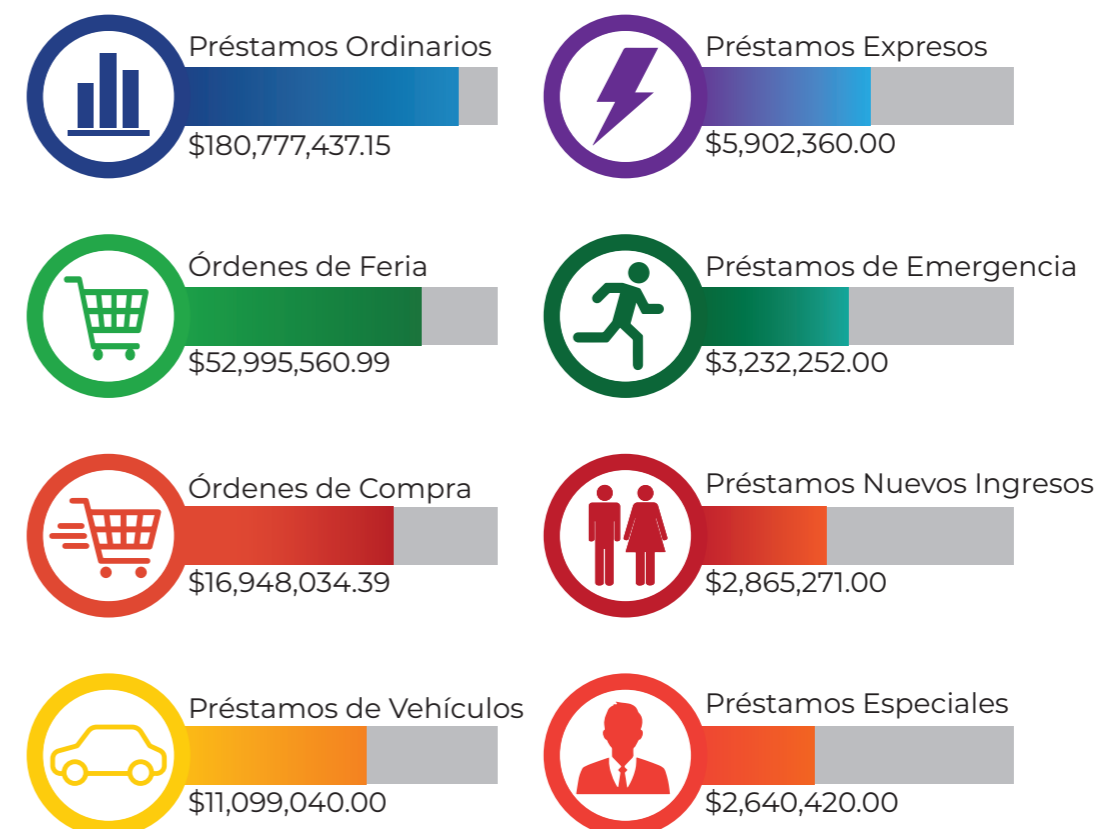 Préstamos Ordinarios
$180,777,437.15
Préstamos Expresos
$5,902,360.00
Órdenes de Feria
$52,995,560.99
Préstamos de Emergencia
$3,232,252.00
Órdenes de Compra
$16,948,034.39
Préstamos Nuevos Ingresos
$2,865,271.00
Préstamos de Vehículos
$11,099,040.00
Préstamos Especiales
$2,640,420.00